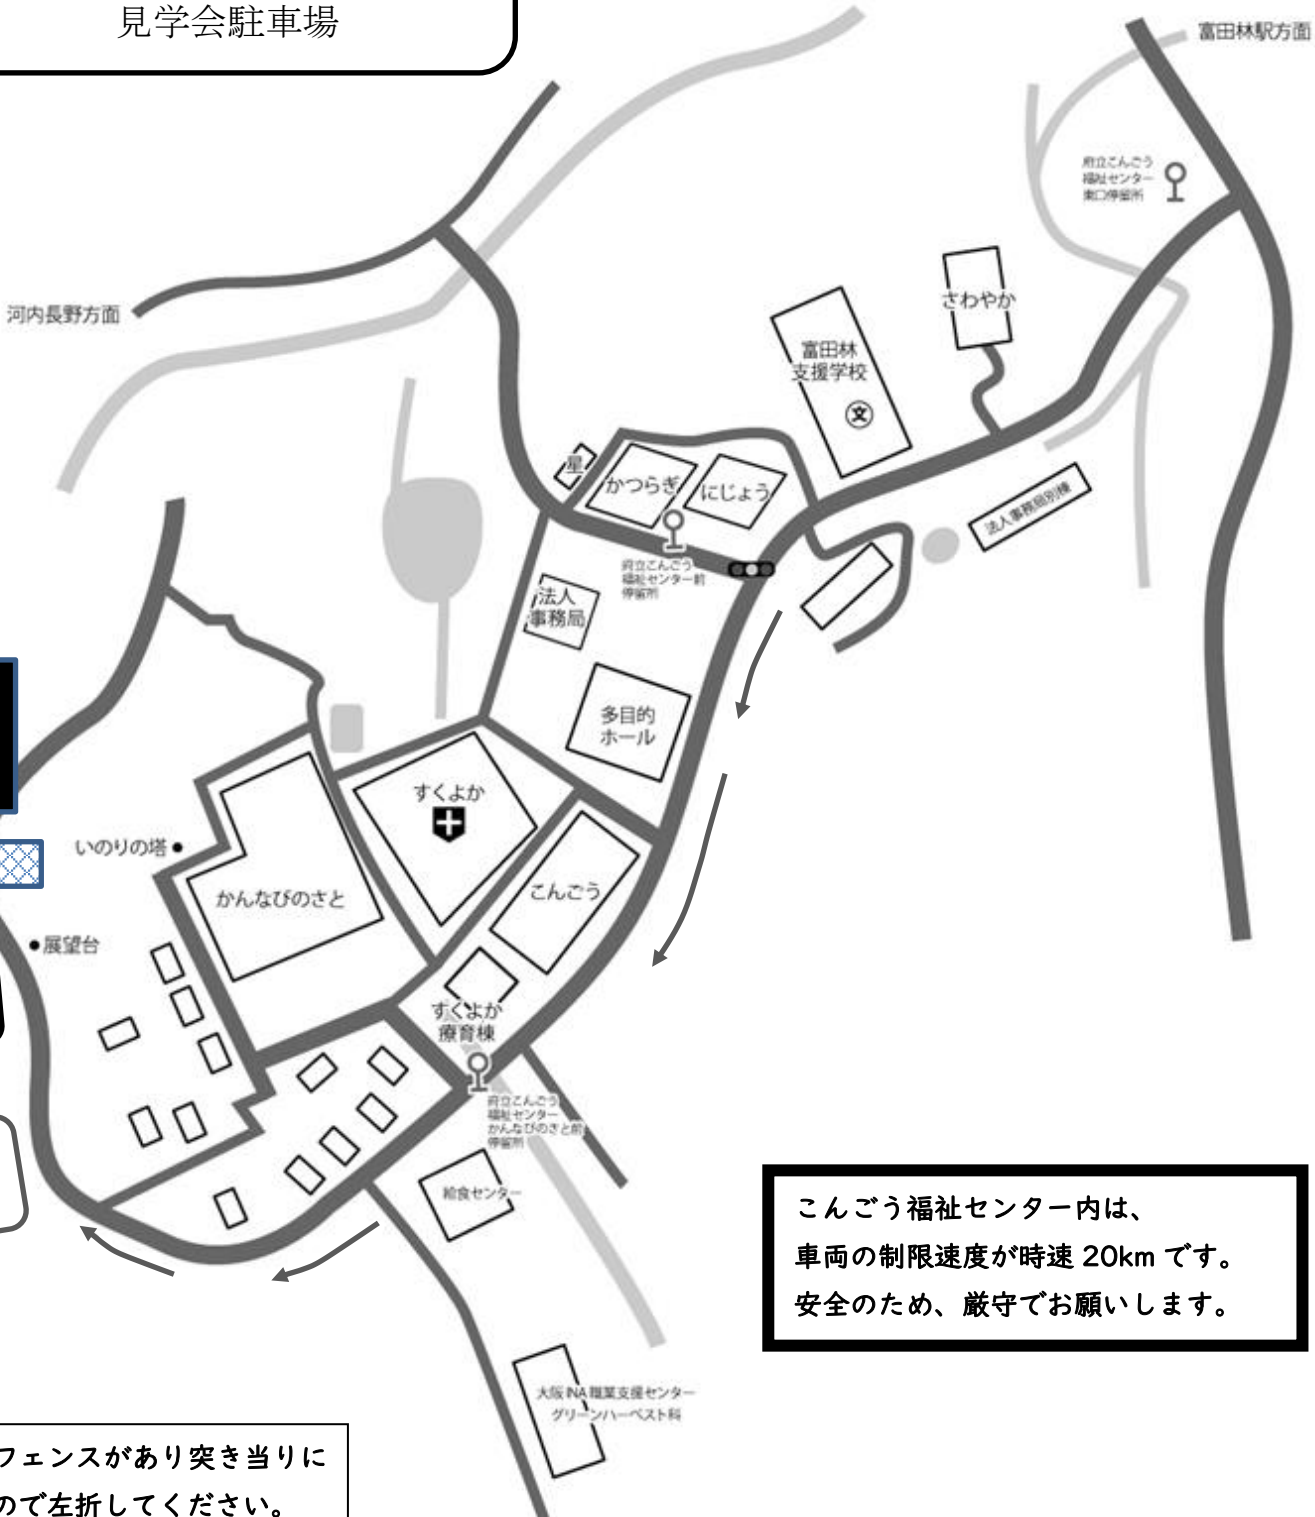 見学会駐車場
富田林駅方面
府立こんごう
福祉センター
東口停留所
さわやか
河内長野方面
富田林
支援学校
文
星
かつらぎ
にじょう
法人事務局別棟
府立こんごう
福祉センター前
停留所
法人
事務局
多目的
ホール
すくよか
いのりの塔
かんなびのさと
こんごう
展望台
すくよか
療育棟
府立こんごう
福祉センター
かんなびのさと前
停留所
給食センター
こんごう福祉センター内は、
車両の制限速度が時速 20km です。
安全のため、厳守でお願いします。
大阪 INA 職業支援センター
グリーンハーベスト科
フェンスがあり突き当りに
ので左折してください。